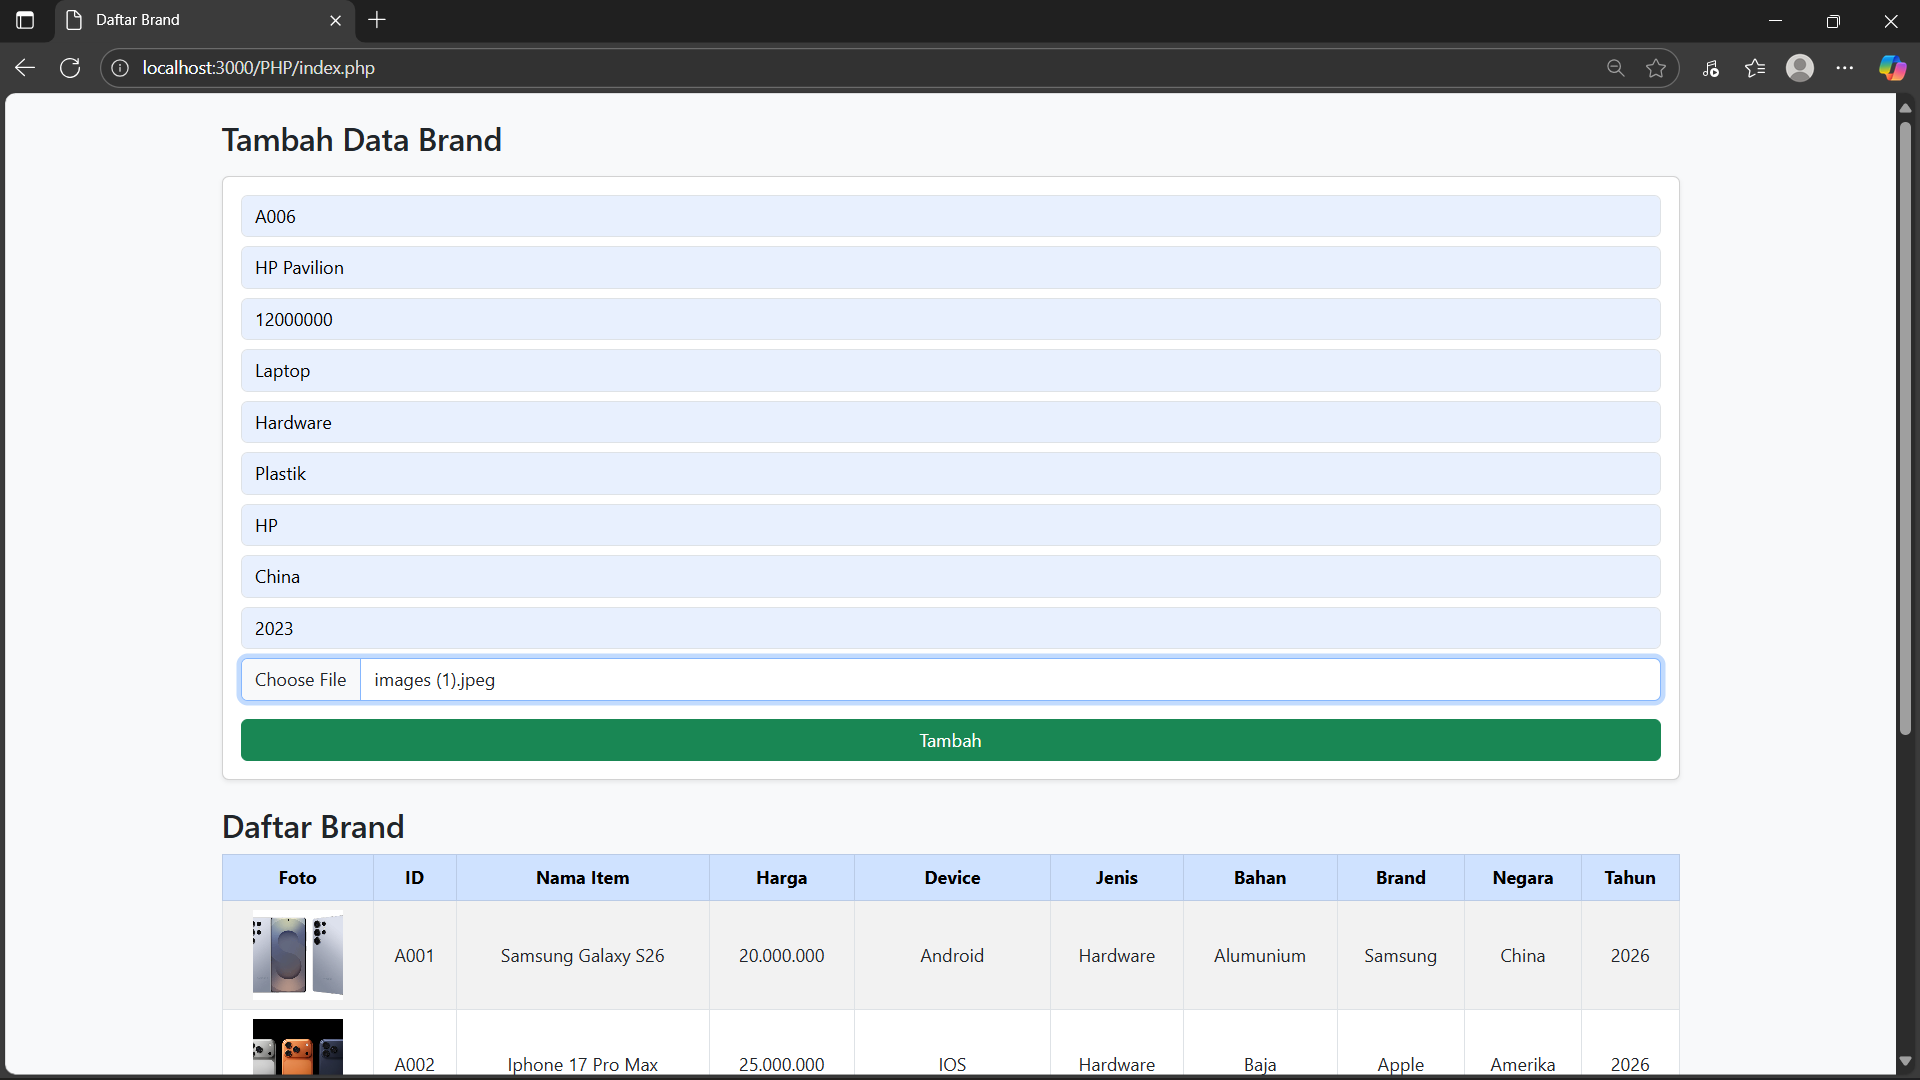 Daftar Brand
localhost:3000/PHP/index.php
Tambah Data Brand
A006
HP Pavilion
12000000
Laptop
Hardware
Plastik
HP
China
2023
Choose File images (1).jpeg
Tambah
Daftar Brand
Foto ID Nama Item Harga Device Jenis Bahan Brand Negara Tahun
A001 Samsung Galaxy S26 20.000.000 Android Hardware Alumunium Samsung China 2026
A002 Iphone 17 Pro Max 25.000.000 IOS Hardware Baja Apple Amerika 2026